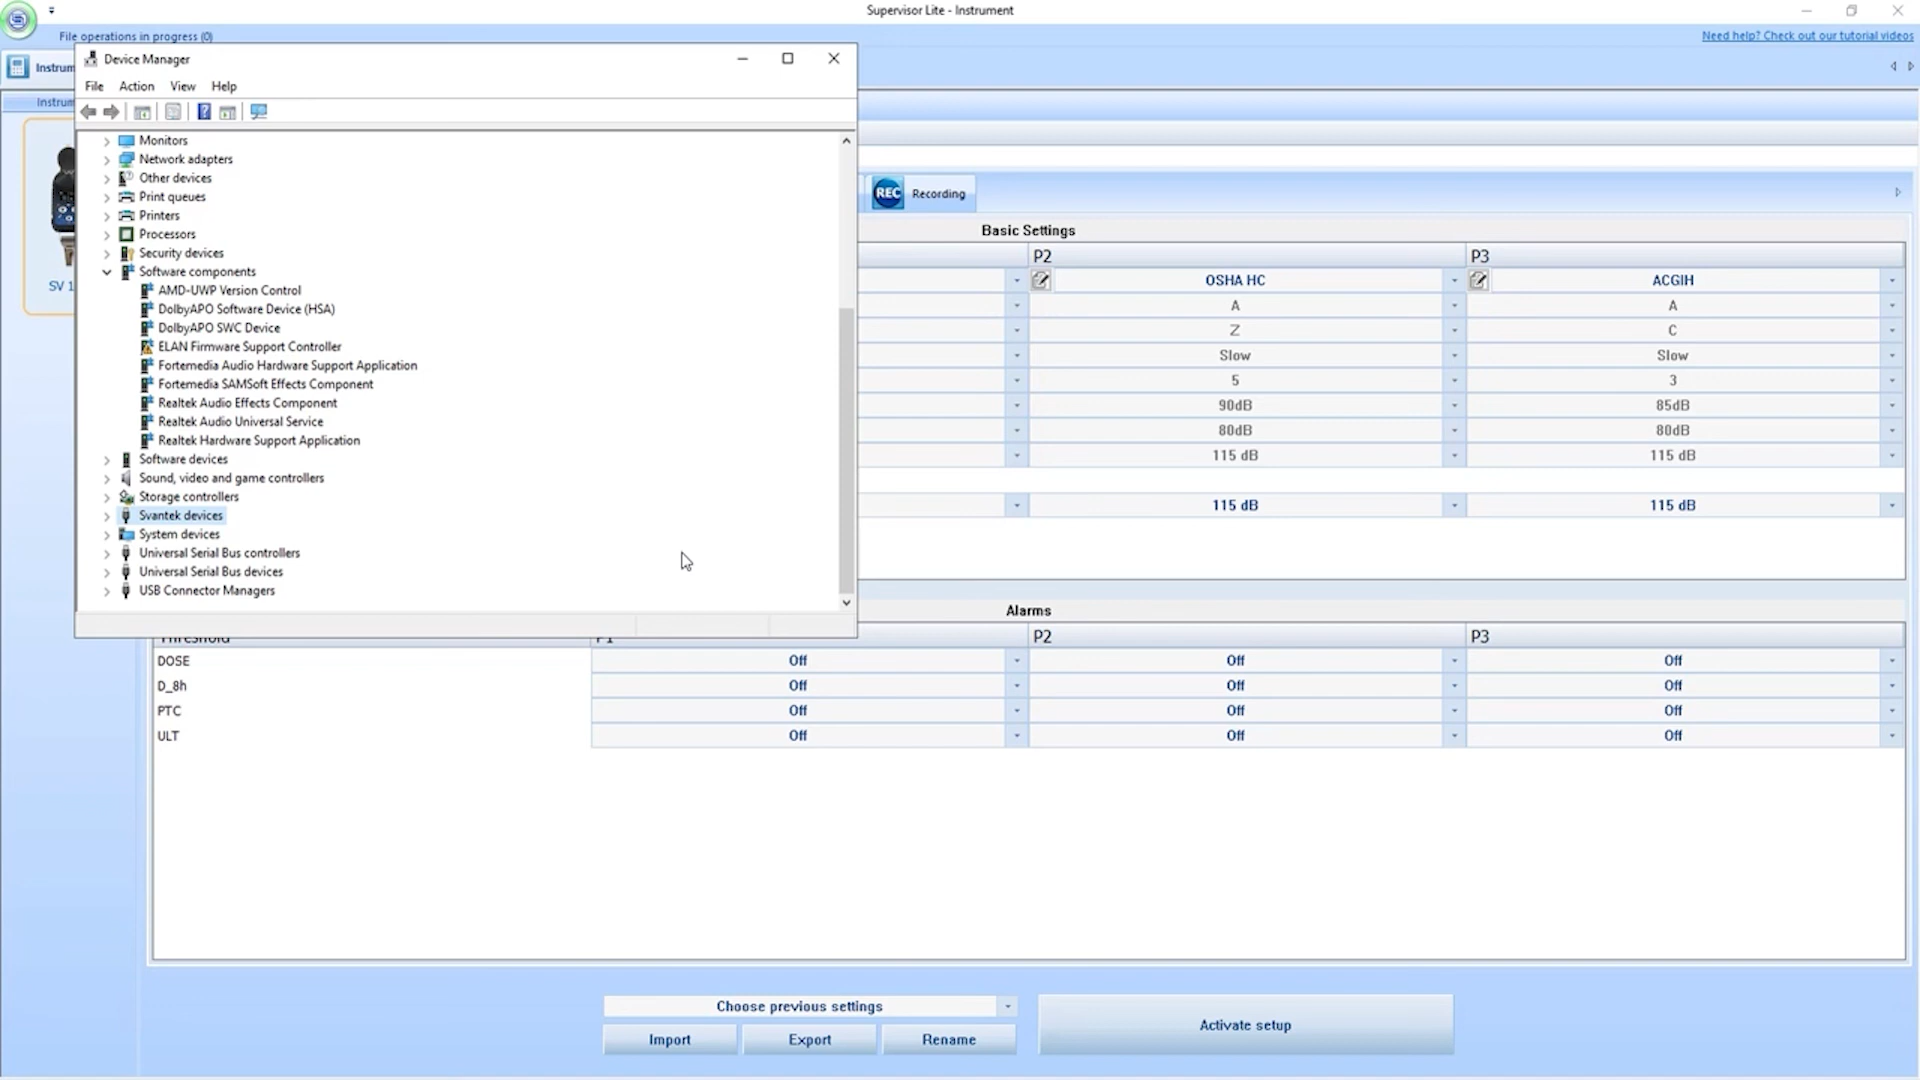 Supervisor Lite - Instrument
File operations in progress (0)
Need help? Check out our tutorial videos
Instrum
Device Manager
File Action View Help
Instrum
Monitors
Network adapters
Other devices
Print queues
Printers
Processors
Security devices
Software components
AMD-UWP Version Control
DolbyAPO Software Device (HSA)
DolbyAPO SWC Device
ELAN Firmware Support Controller
Fortemedia Audio Hardware Support Application
Fortemedia SAMSoft Effects Component
Realtek Audio Effects Component
Realtek Audio Universal Service
Realtek Hardware Support Application
Software devices
Sound, video and game controllers
Storage controllers
Svantek devices
System devices
Universal Serial Bus controllers
Universal Serial Bus devices
USB Connector Managers
SV 1
REC Recording
Basic Settings
P2 P3
OSHA HC ACGIH
A A
Z C
Slow Slow
5 3
90dB 85dB
80dB 80dB
115 dB 115 dB
115 dB 115 dB
Alarms
Threshold P1 P2 P3
DOSE Off Off Off
D_8h Off Off Off
PTC Off Off Off
ULT Off Off Off
Choose previous settings
Import Export Rename
Activate setup